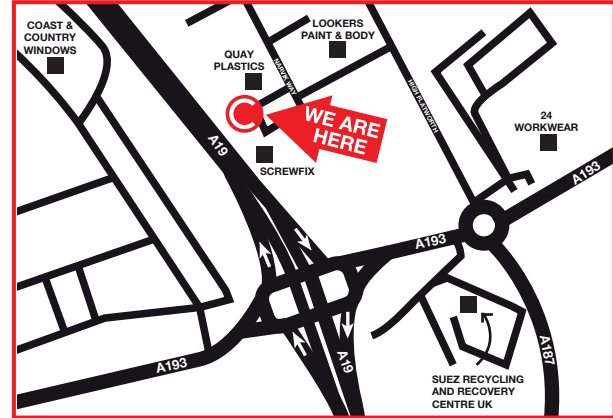 COAST &
COUNTRY
WINDOWS
LOOKERS
PAINT & BODY
QUAY
PLASTICS
NARVIK WAY
HIGH FLATWORTH
24
WORKWEAR
C
WE ARE
HERE
A19
SCREWFIX
A193
A193
A193
A19
A187
SUEZ RECYCLING
AND RECOVERY
CENTRE UK